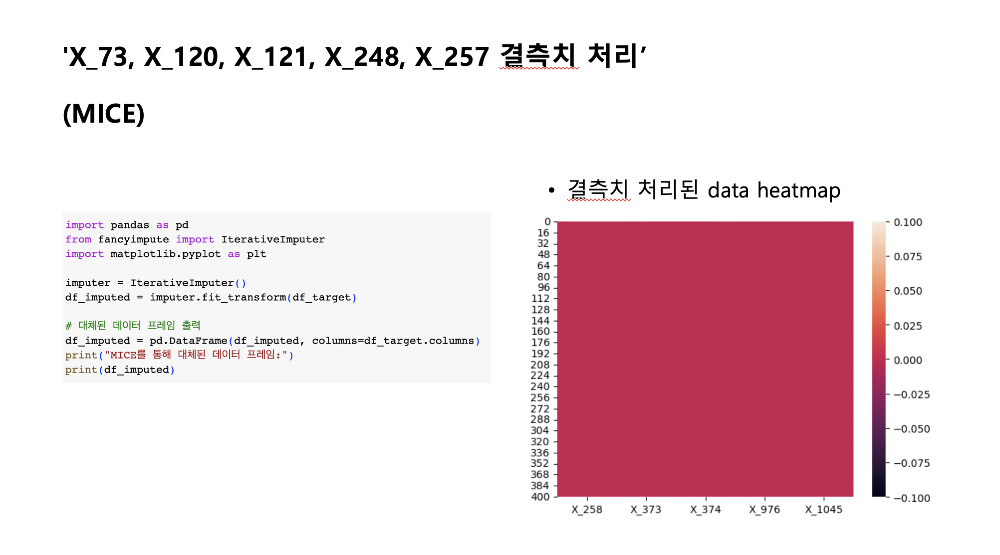 'X_73, X_120, X_121, X_248, X_257 결측치 처리’
(MICE)
import pandas as pd
from fancyimpute import IterativeImputer
import matplotlib.pyplot as plt
imputer = IterativeImputer()
df_imputed = imputer.fit_transform(df_target)
# 대체된 데이터 프레임 출력
df_imputed = pd.DataFrame(df_imputed, columns=df_target.columns)
print("MICE를 통해 대체된 데이터 프레임:")
print(df_imputed)
• 결측치 처리된 data heatmap
0
16
32
48
64
80
96
112
128
144
160
176
192
208
224
240
256
272
288
304
320
336
352
368
384
400
X_258 X_373 X_374 X_976 X_1045
0.100
0.075
0.050
0.025
0.000
−0.025
−0.050
−0.075
−0.100